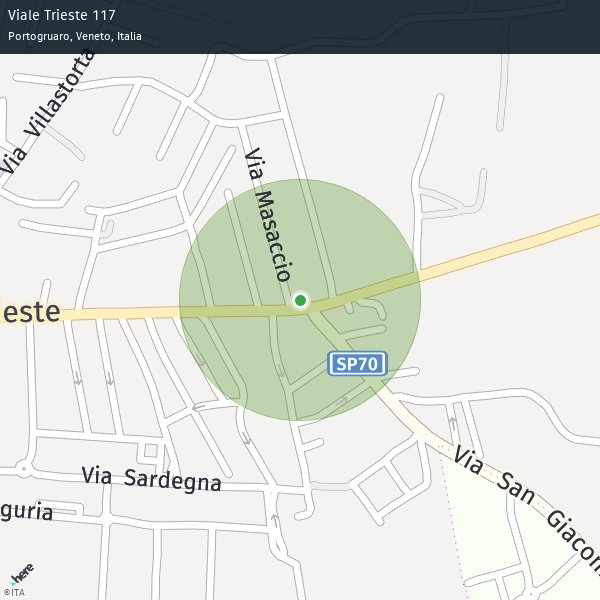 Viale Trieste 117
Portogruaro, Veneto, Italia
Via Villastorta
Via Masaccio
este
SP70
Via Sardegna
Via San Giacom
guria
here
©ITA